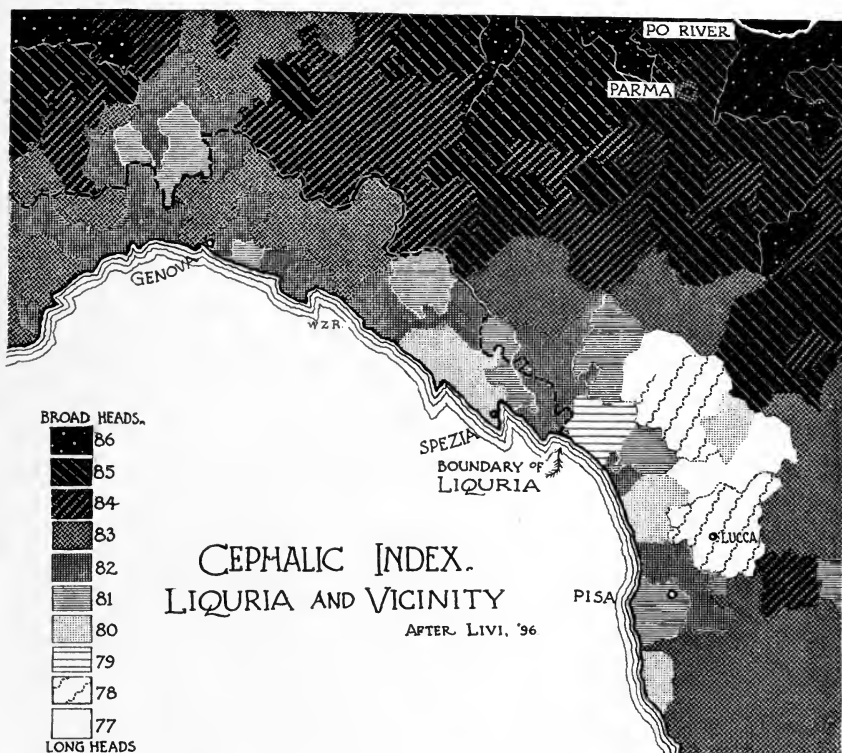 PO RIVER
PARMA
GENOVA
W.Z.R.
SPEZIA
BOUNDARY OF
LIQURIA
BROAD HEADS.
86
85
84
83
82
81
80
79
78
77
LONG HEADS
CEPHALIC INDEX.
LIQURIA AND VICINITY
AFTER LIVI, '96
LUCCA
PISA